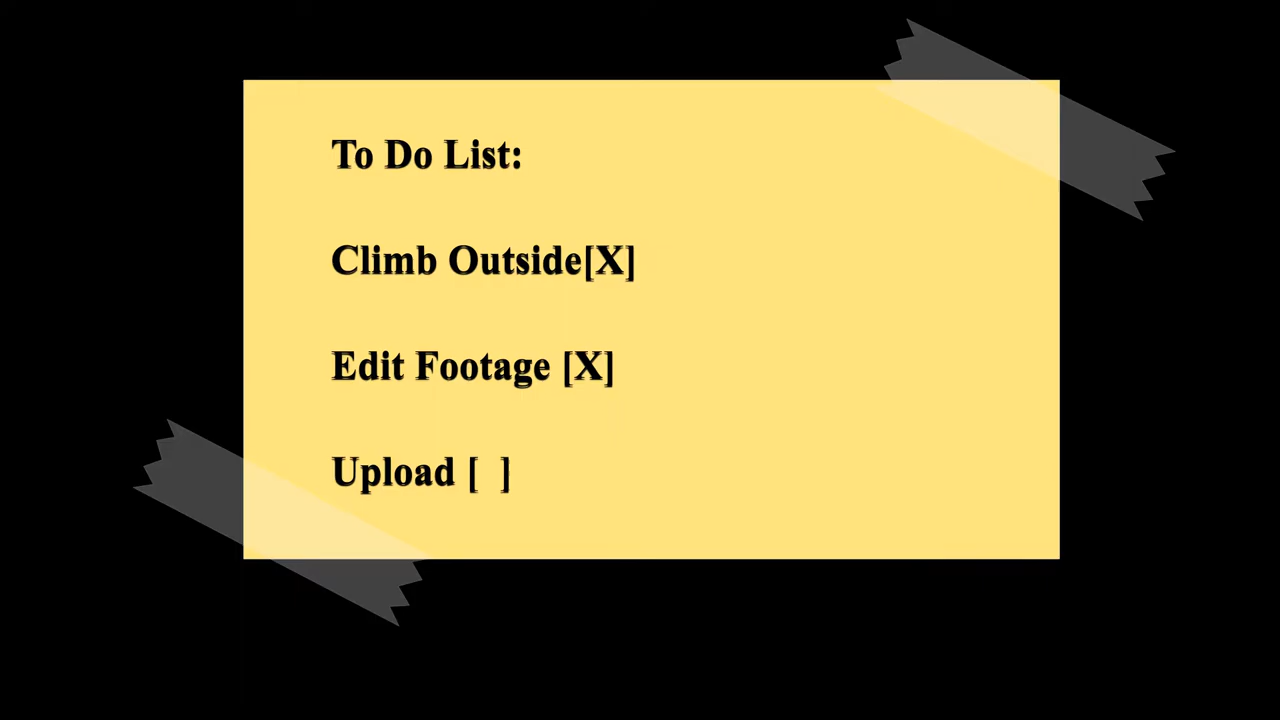 To Do List:
Climb Outside[X]
Edit Footage [X]
Upload [  ]